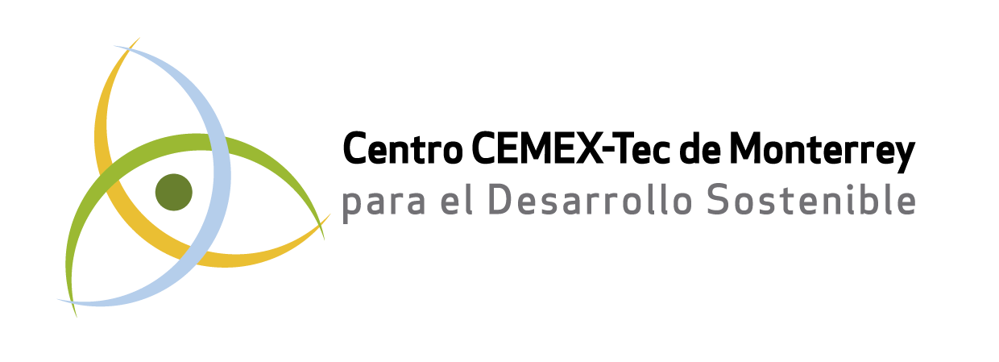 Centro CEMEX-Tec de Monterrey
para el Desarrollo Sostenible